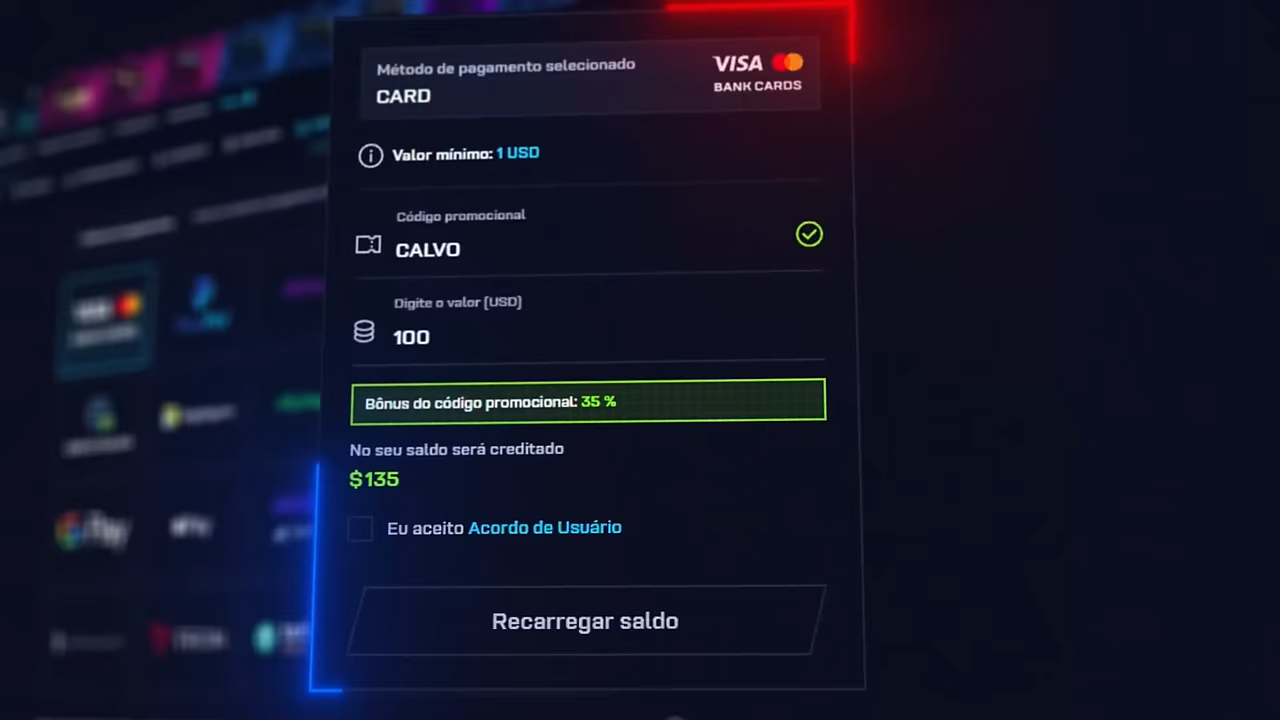 Método de pagamento selecionado
CARD
VISA
BANK CARDS
Valor mínimo: 1 USD
Código promocional
CALVO
Digite o valor (USD)
100
Bônus do código promocional: 35 %
No seu saldo será creditado
$135
Eu aceito Acordo de Usuário
Recarregar saldo
G Pay